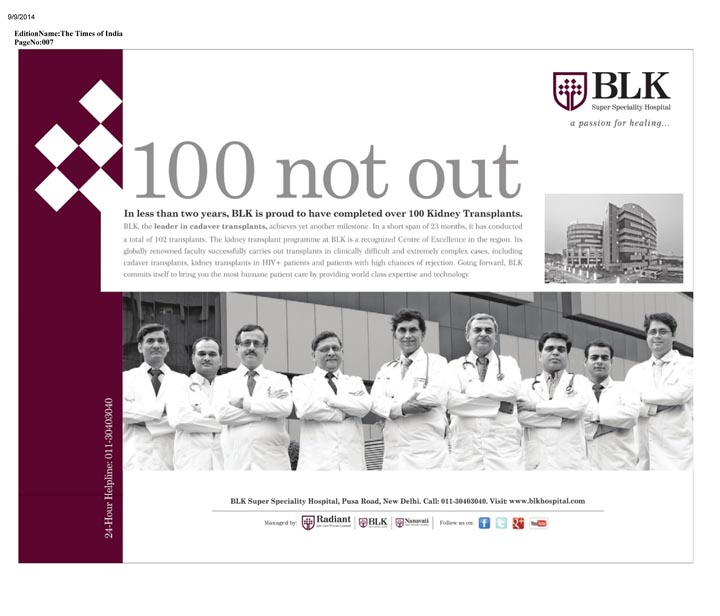 9/9/2014
EditionName:The Times of India
PageNo:007
BLK
Super Speciality Hospital
a passion for healing...
100 not out
In less than two years, BLK is proud to have completed over 100 Kidney Transplants.
BLK, the leader in cadaver transplants, achieves yet another milestone. In a short span of 23 months, it has conducted
a total of 102 transplants. The kidney transplant programme at BLK is a recognized Centre of Excellence in the region. Its
globally renowned faculty successfully carries out transplants in clinically difficult and extremely complex cases, including
cadaver transplants, kidney transplants in HIV+ patients and patients with high chances of rejection. Going forward, BLK
commits itself to bring you the most humane patient care by providing world class expertise and technology.
24-Hour Helpline: 011-30403040
BLK Super Speciality Hospital, Pusa Road, New Delhi. Call: 011-30403040. Visit: www.blkhospital.com
Managed by: Radiant BLK Nanavati Follow us on: f t g+ YouTube